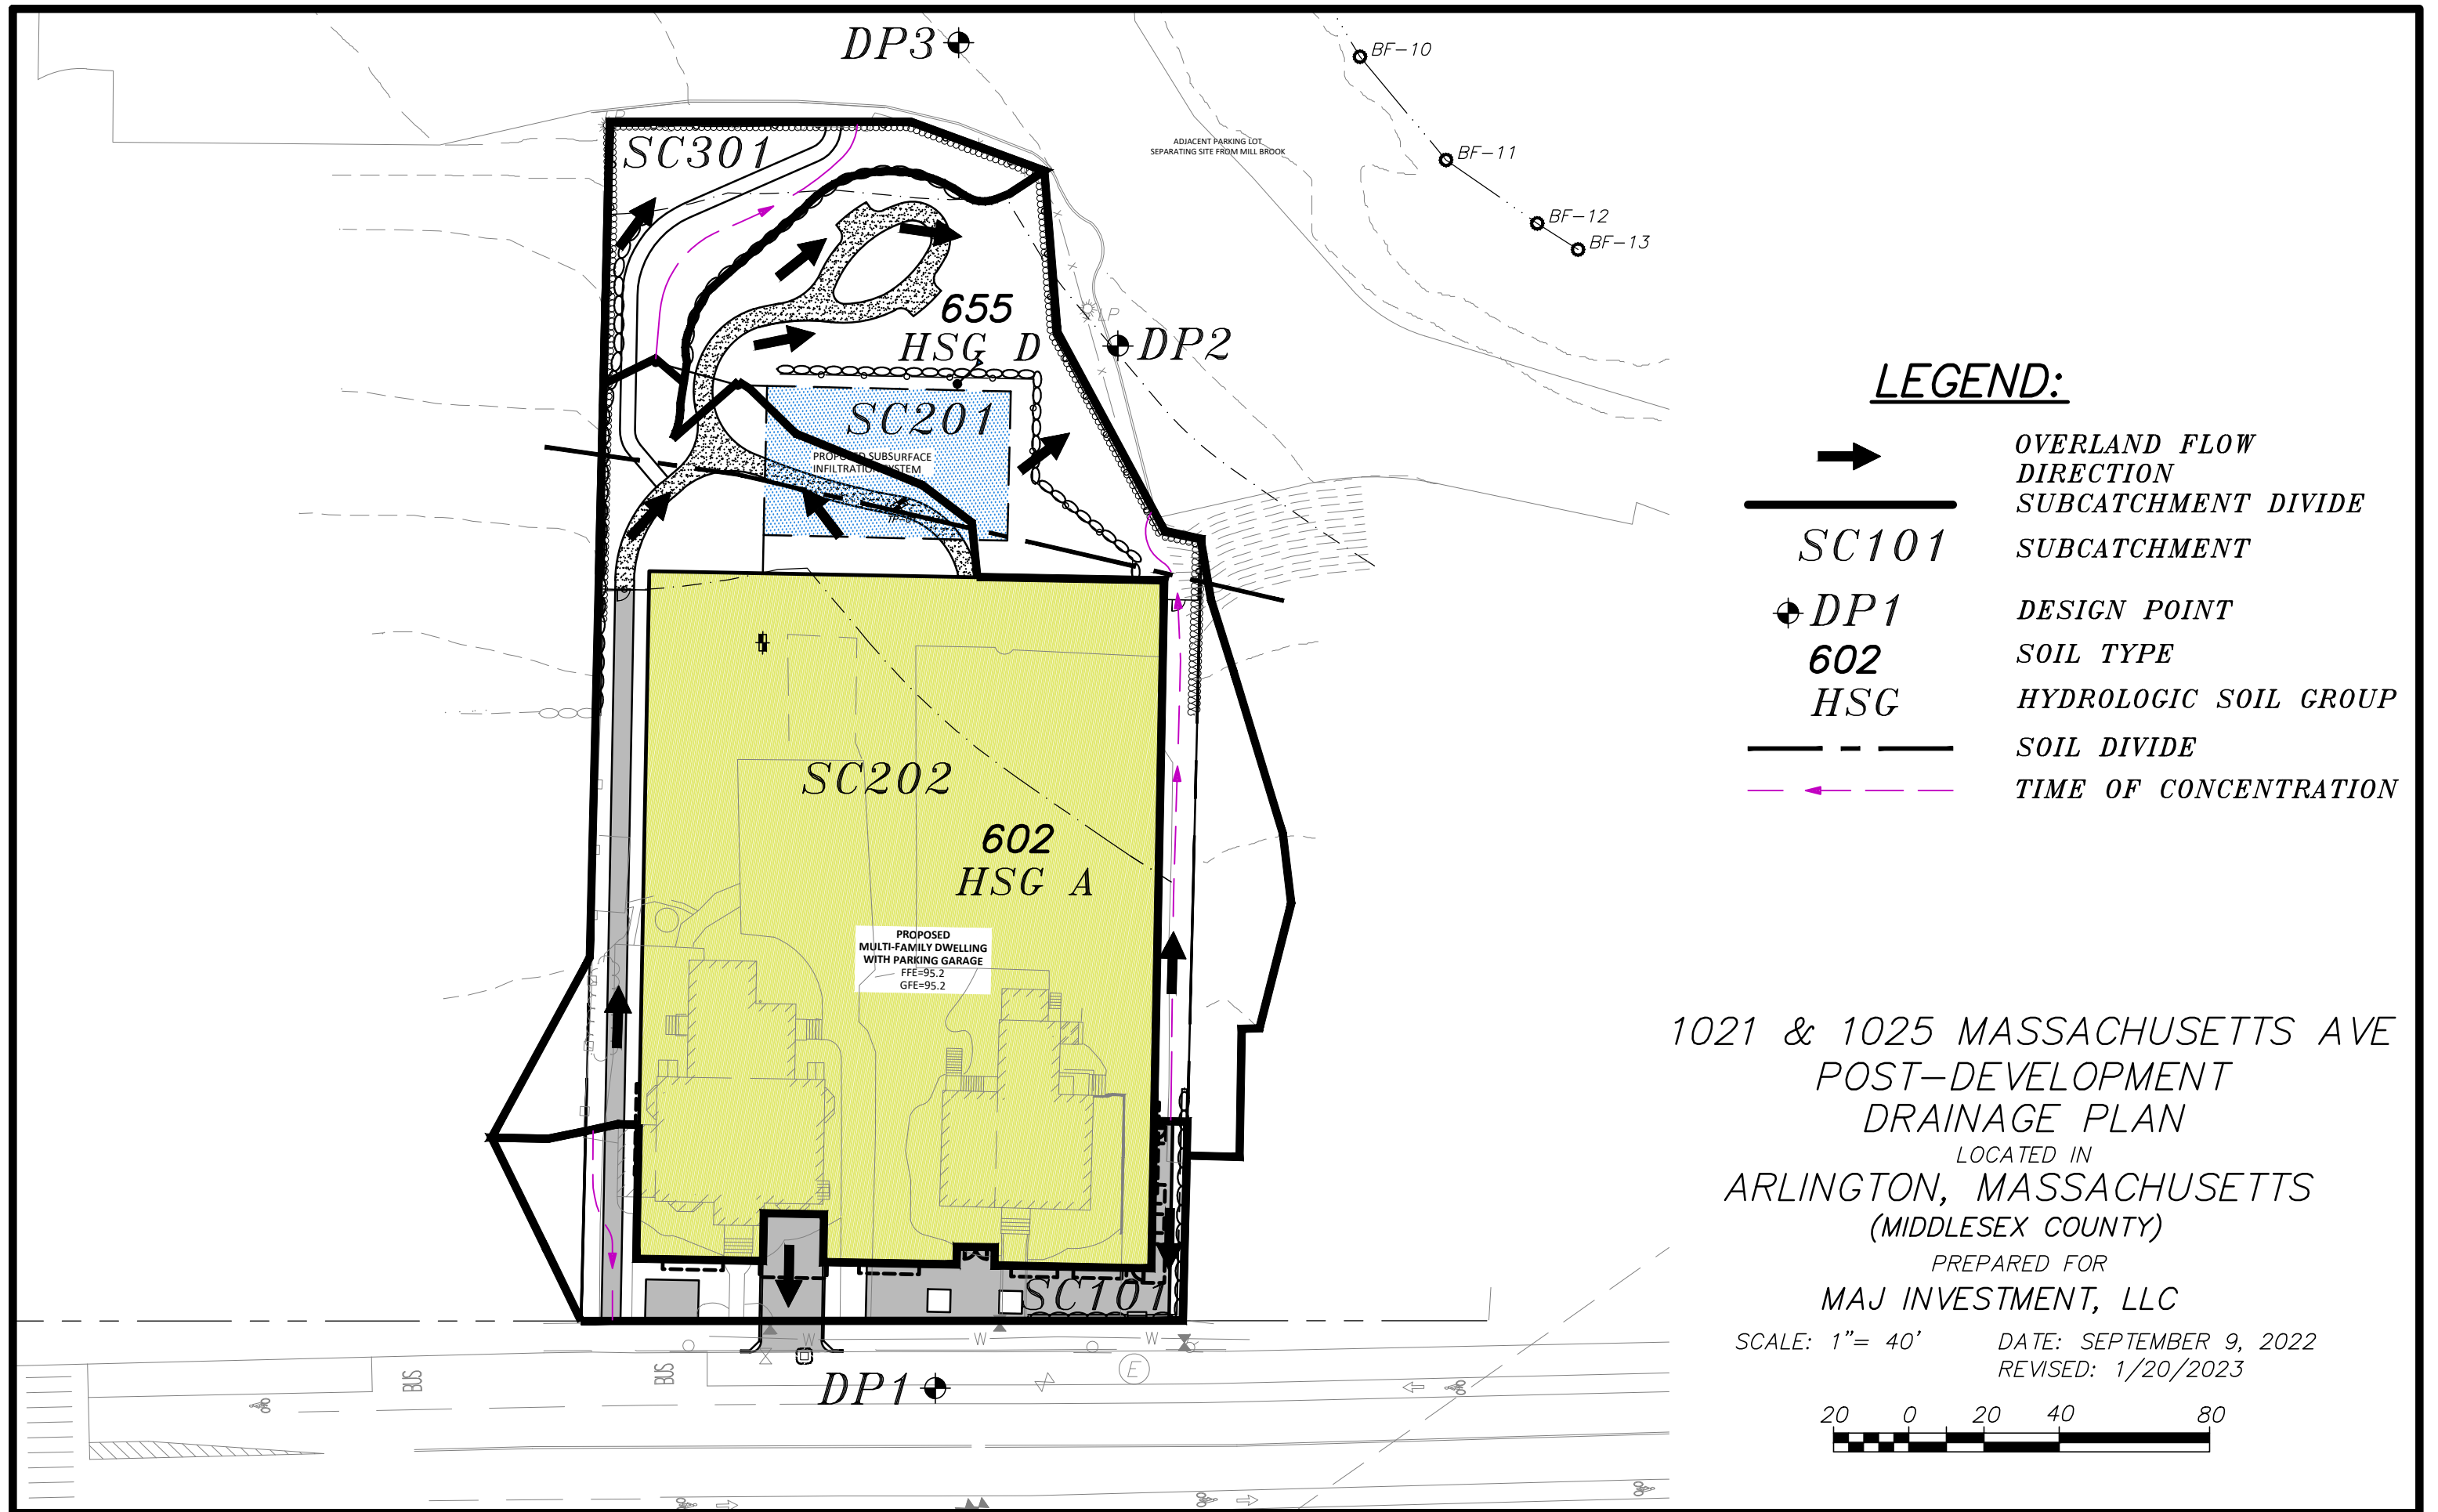 DP3
BF-10
ADJACENT PARKING LOT
SEPARATING SITE FROM MILL BROOK
BF-11
SC301
BF-12
BF-13
655
HSG D
LP
DP2
SC201
PROPOSED SUBSURFACE
INFILTRATION SYSTEM
SC202
602
HSG A
PROPOSED
MULTI-FAMILY DWELLING
WITH PARKING GARAGE
FFE=95.2
GFE=95.2
SC101
W
W
W
BUS
BUS
E
DP1
LEGEND:
OVERLAND FLOW
DIRECTION
SUBCATCHMENT DIVIDE
SC101 SUBCATCHMENT
DP1 DESIGN POINT
602 SOIL TYPE
HSG HYDROLOGIC SOIL GROUP
SOIL DIVIDE
TIME OF CONCENTRATION
1021 & 1025 MASSACHUSETTS AVE
POST-DEVELOPMENT
DRAINAGE PLAN
LOCATED IN
ARLINGTON, MASSACHUSETTS
(MIDDLESEX COUNTY)
PREPARED FOR
MAJ INVESTMENT, LLC
SCALE: 1"= 40' DATE: SEPTEMBER 9, 2022
REVISED: 1/20/2023
20 0 20 40 80